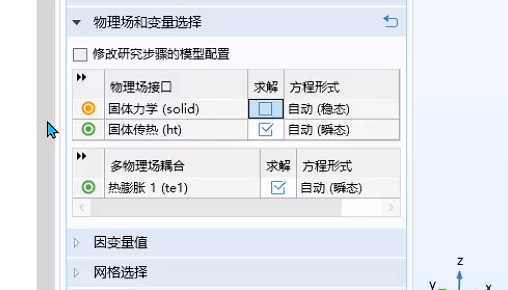 物理场和变量选择
修改研究步骤的模型配置
物理场接口 求解 方程形式
固体力学 (solid) 自动 (稳态)
固体传热 (ht) 自动 (瞬态)
多物理场耦合 求解 方程形式
热膨胀 1 (te1) 自动 (瞬态)
因变量值
网格选择
z
y x